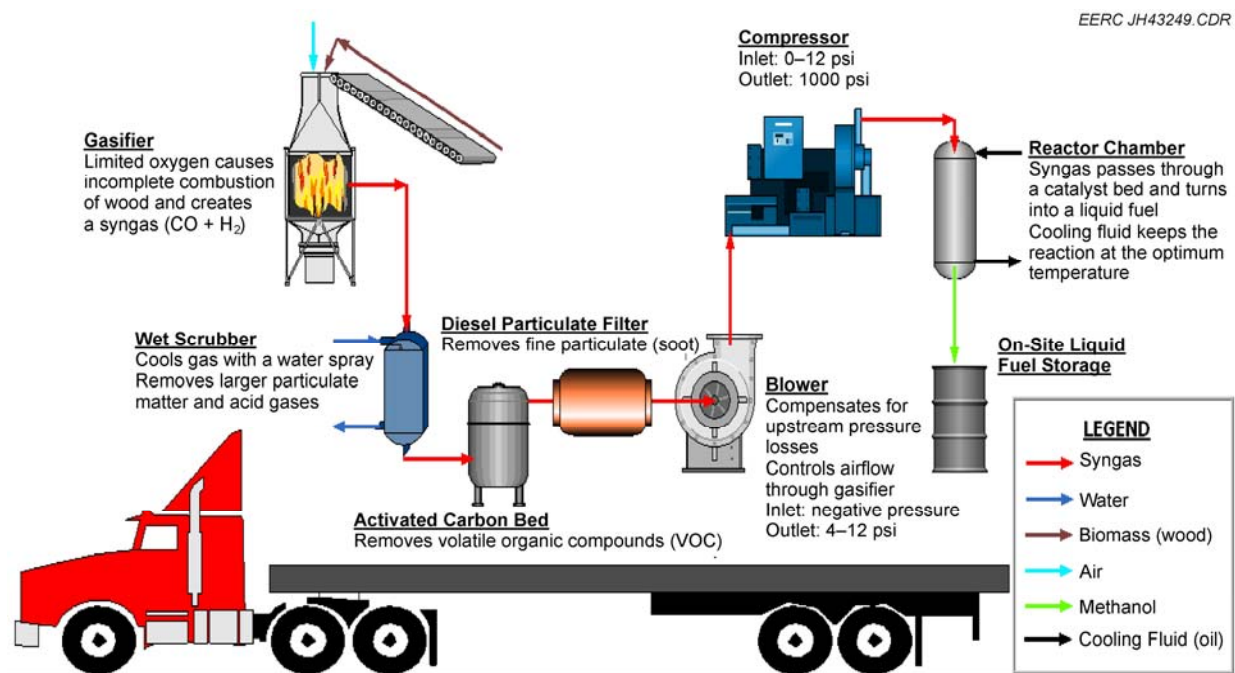 EERC JH43249.CDR
Compressor
Inlet: 0–12 psi
Outlet: 1000 psi
Gasifier
Limited oxygen causes
incomplete combustion
of wood and creates
a syngas (CO + H₂)
Reactor Chamber
Syngas passes through
a catalyst bed and turns
into a liquid fuel
Cooling fluid keeps the
reaction at the optimum
temperature
Wet Scrubber
Cools gas with a water spray
Removes larger particulate
matter and acid gases
Diesel Particulate Filter
Removes fine particulate (soot)
Blower
Compensates for
upstream pressure
losses
Controls airflow
through gasifier
Inlet: negative pressure
Outlet: 4–12 psi
On-Site Liquid
Fuel Storage
Activated Carbon Bed
Removes volatile organic compounds (VOC)
LEGEND
Syngas
Water
Biomass (wood)
Air
Methanol
Cooling Fluid (oil)